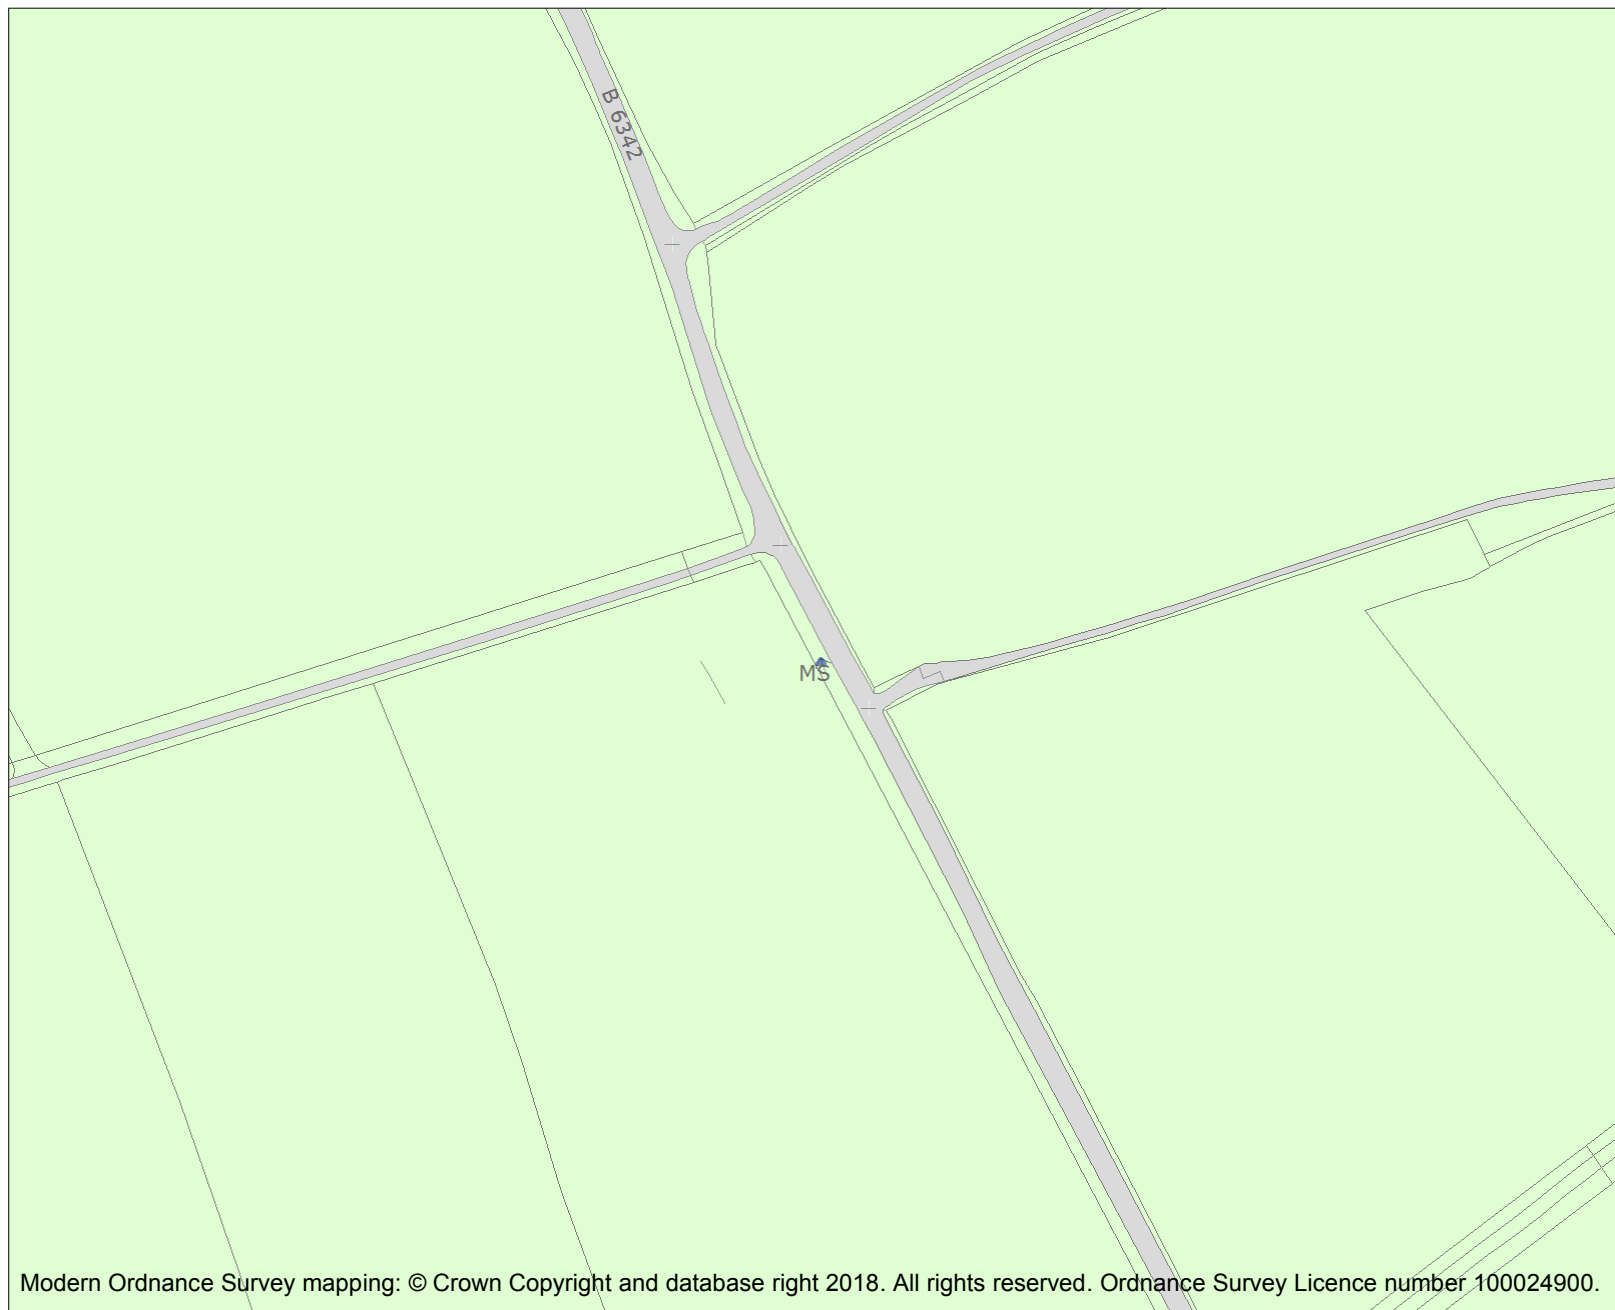 B 6342
MS
Modern Ordnance Survey mapping: © Crown Copyright and database right 2018. All rights reserved. Ordnance Survey Licence number 100024900.